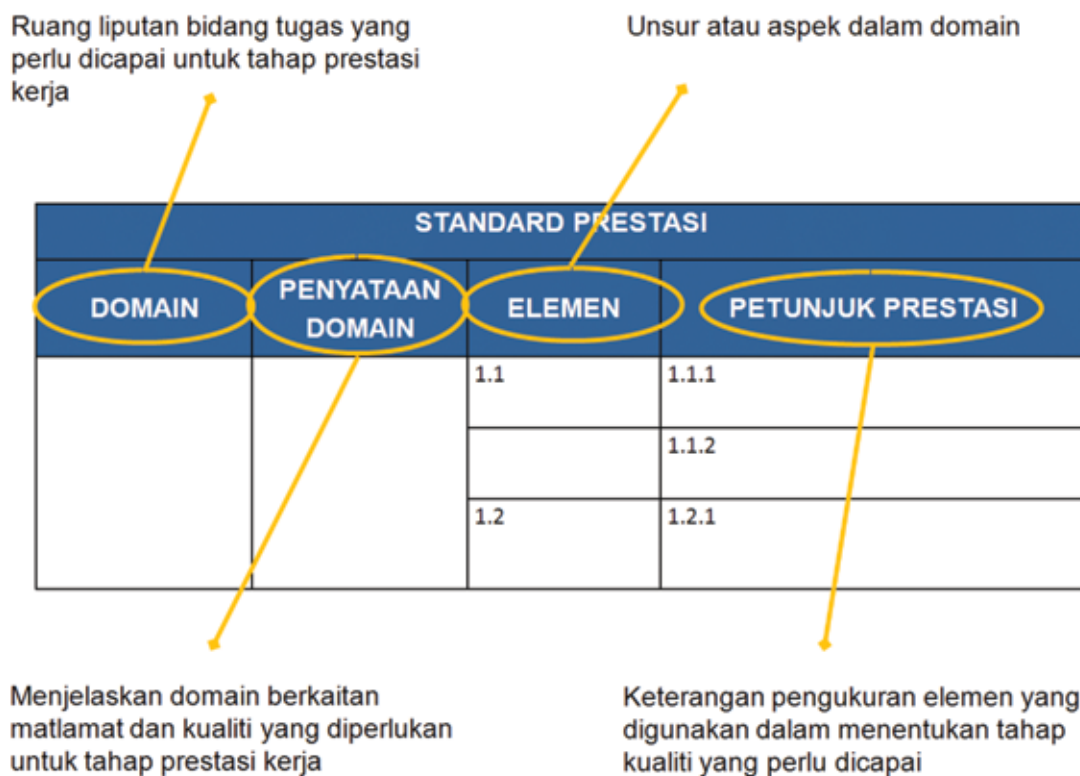 Ruang liputan bidang tugas yang
perlu dicapai untuk tahap prestasi
kerja
Unsur atau aspek dalam domain
STANDARD PRESTASI
DOMAIN
PENYATAAN
DOMAIN
ELEMEN
PETUNJUK PRESTASI
1.1
1.1.1
1.1.2
1.2
1.2.1
Menjelaskan domain berkaitan
matlamat dan kualiti yang diperlukan
untuk tahap prestasi kerja
Keterangan pengukuran elemen yang
digunakan dalam menentukan tahap
kualiti yang perlu dicapai